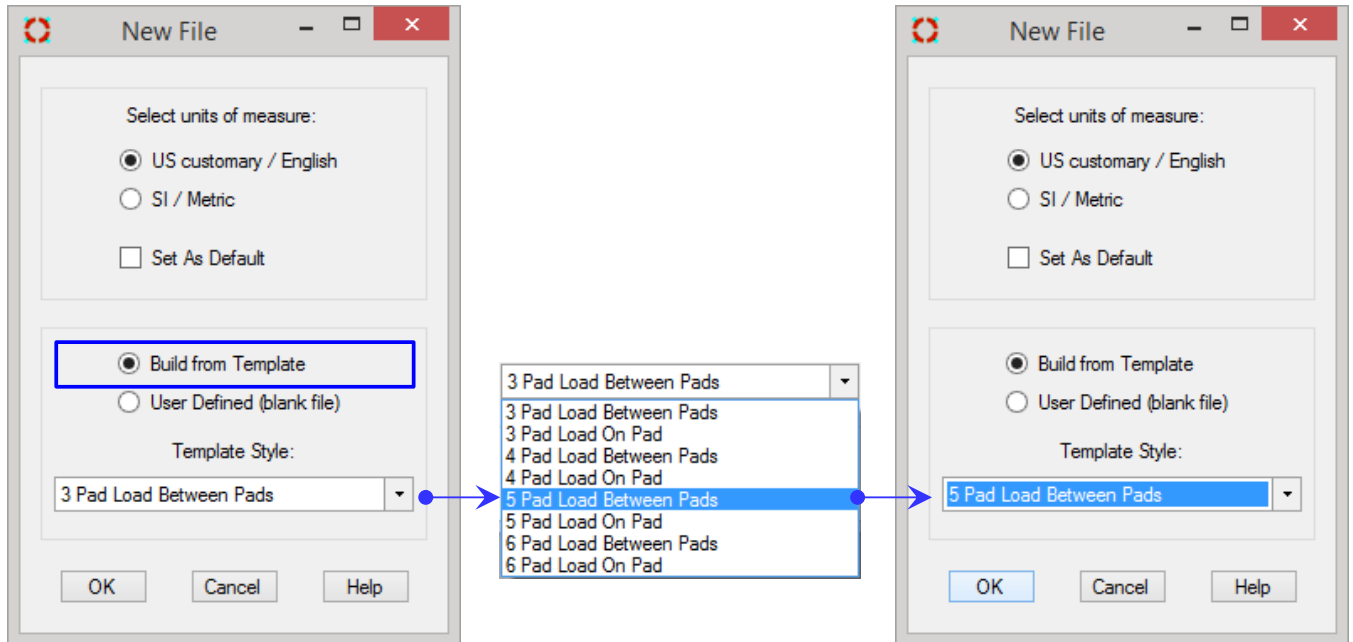 New File
Select units of measure:
US customary / English
SI / Metric
Set As Default
Build from Template
User Defined (blank file)
Template Style:
3 Pad Load Between Pads
OK Cancel Help
3 Pad Load Between Pads
3 Pad Load Between Pads
3 Pad Load On Pad
4 Pad Load Between Pads
4 Pad Load On Pad
5 Pad Load Between Pads
5 Pad Load On Pad
6 Pad Load Between Pads
6 Pad Load On Pad
New File
Select units of measure:
US customary / English
SI / Metric
Set As Default
Build from Template
User Defined (blank file)
Template Style:
5 Pad Load Between Pads
OK Cancel Help